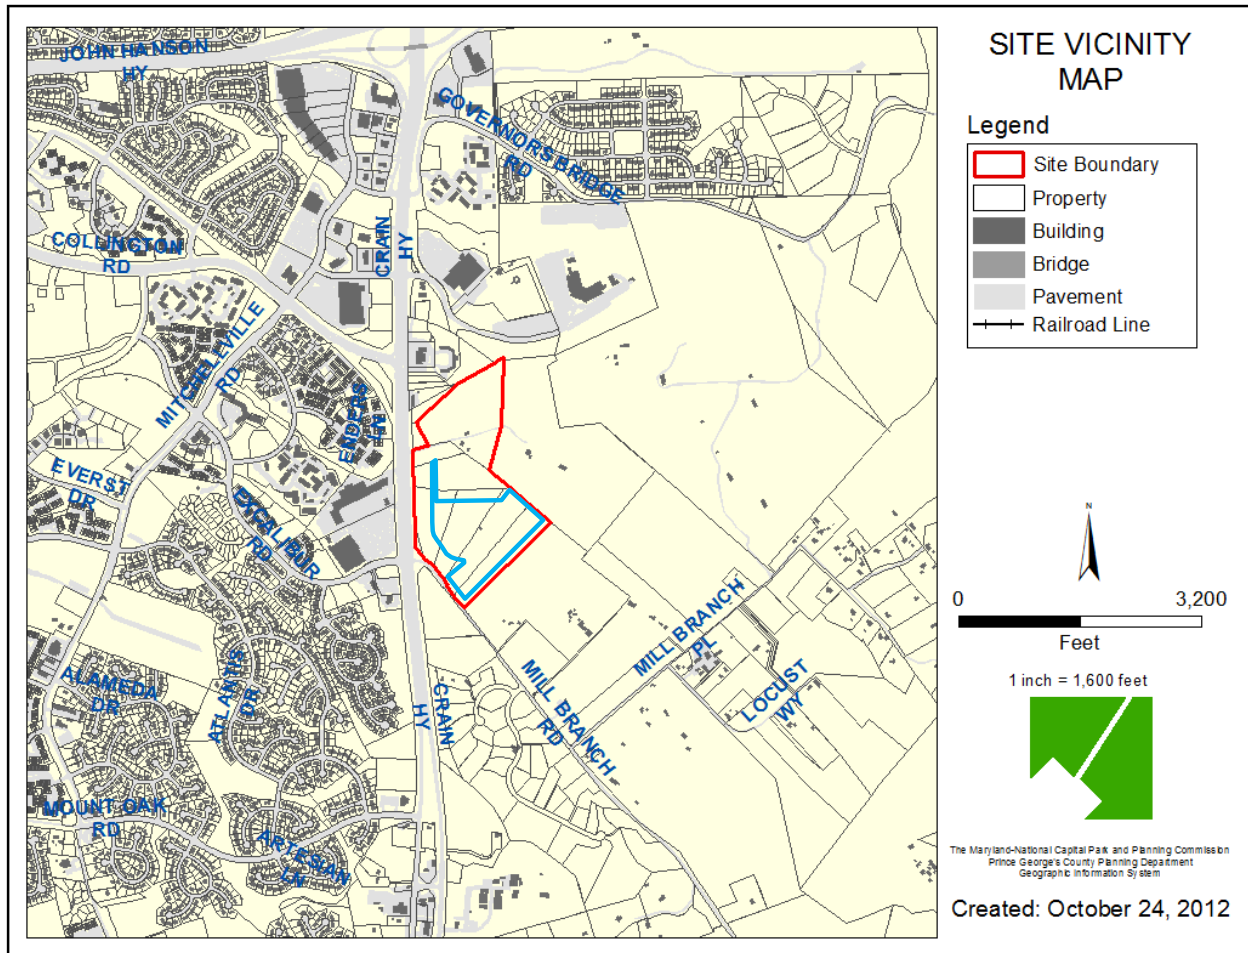 JOHN HANSON
HY
GOVERNORS BRIDGE
RD
COLLINGTON
RD
CRAIN
HY
MITCHELLVILLE
RD
ENDERS
NT
EVERST
DR
EXCALIBUR
RD
MILL BRANCH
PL
LOCUST
WY
ALAMEDA
DR
ATLANTIS
DR
CRAIN
HY
MILL BRANCH
RD
MOUNT OAK
RD
ARTESIAN
LN
SITE VICINITY
MAP
Legend
Site Boundary
Property
Building
Bridge
Pavement
Railroad Line
N
0 3,200
Feet
1 inch = 1,600 feet
The Maryland-National Capital Park and Planning Commission
Prince George's County Planning Department
Geographic Information System
Created: October 24, 2012